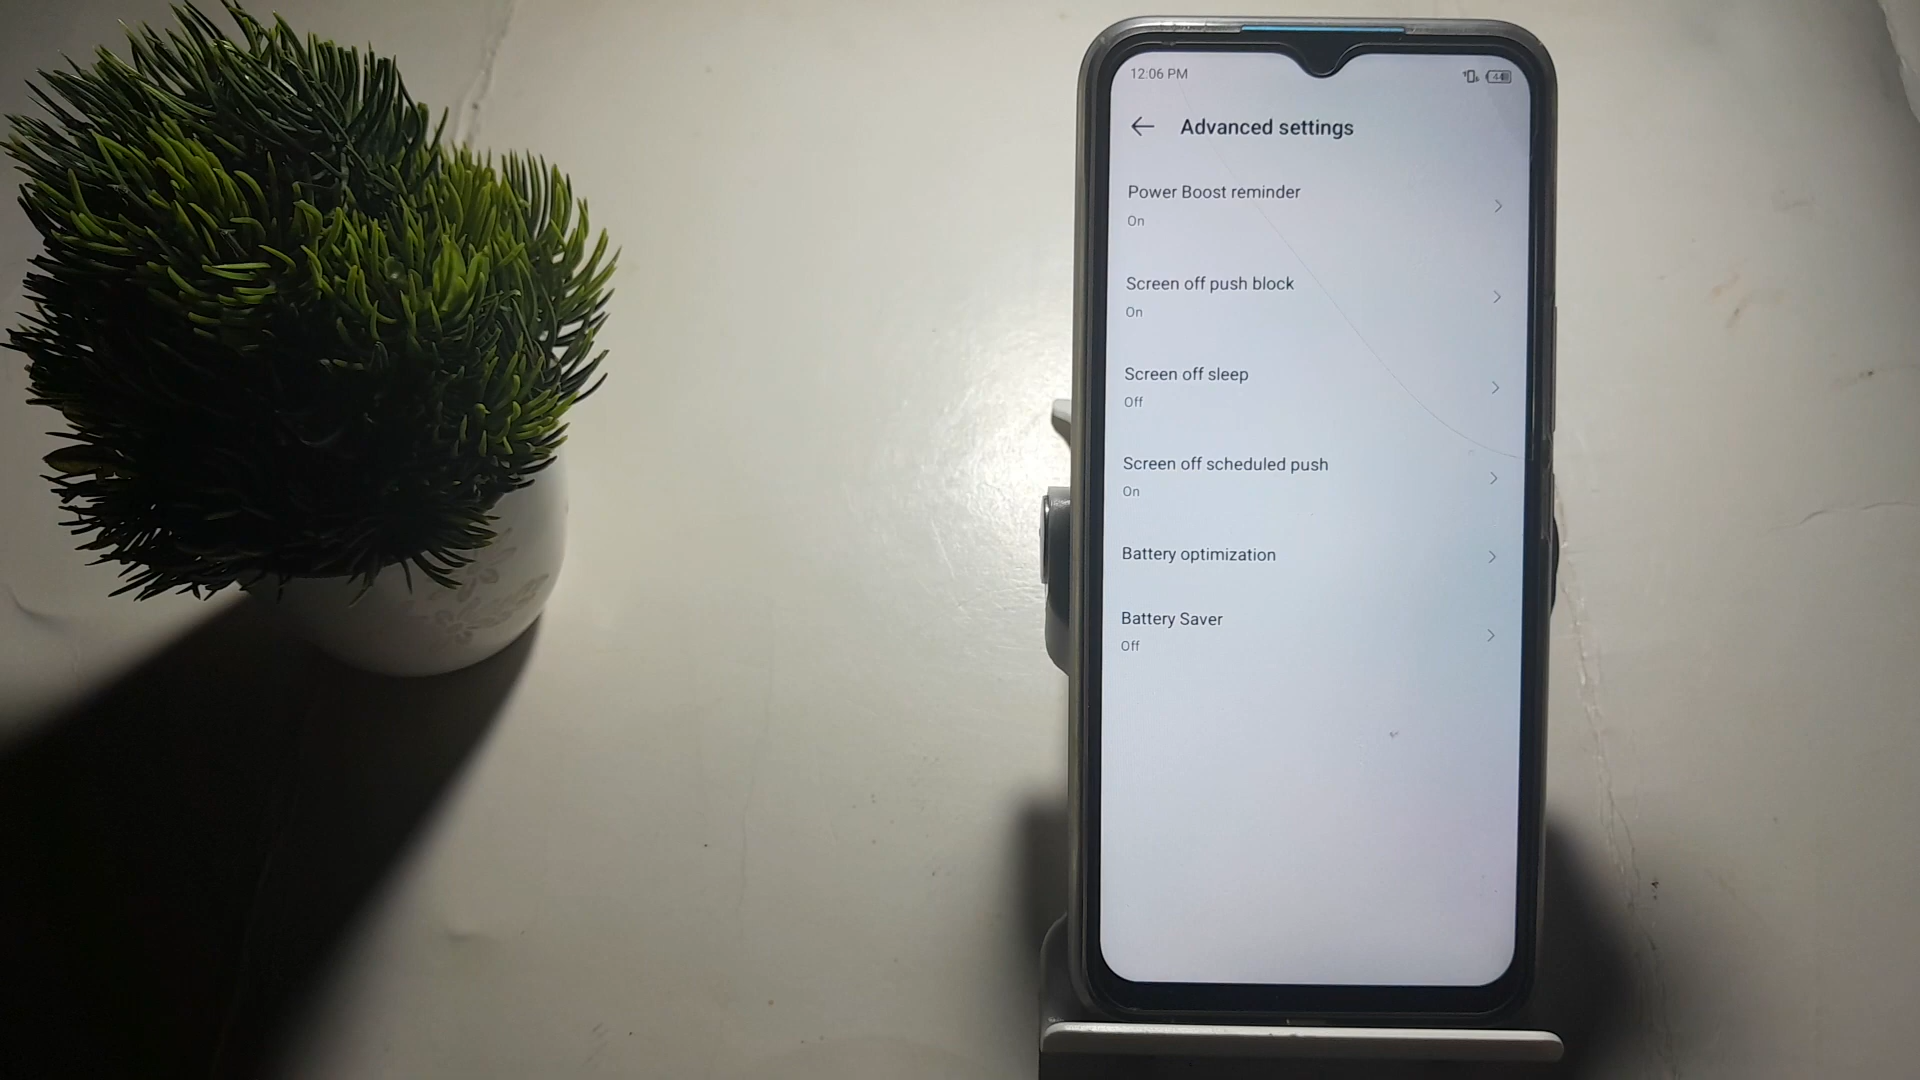 12:06 PM
44
Advanced settings
Power Boost reminder
On
Screen off push block
On
Screen off sleep
Off
Screen off scheduled push
On
Battery optimization
Battery Saver
Off